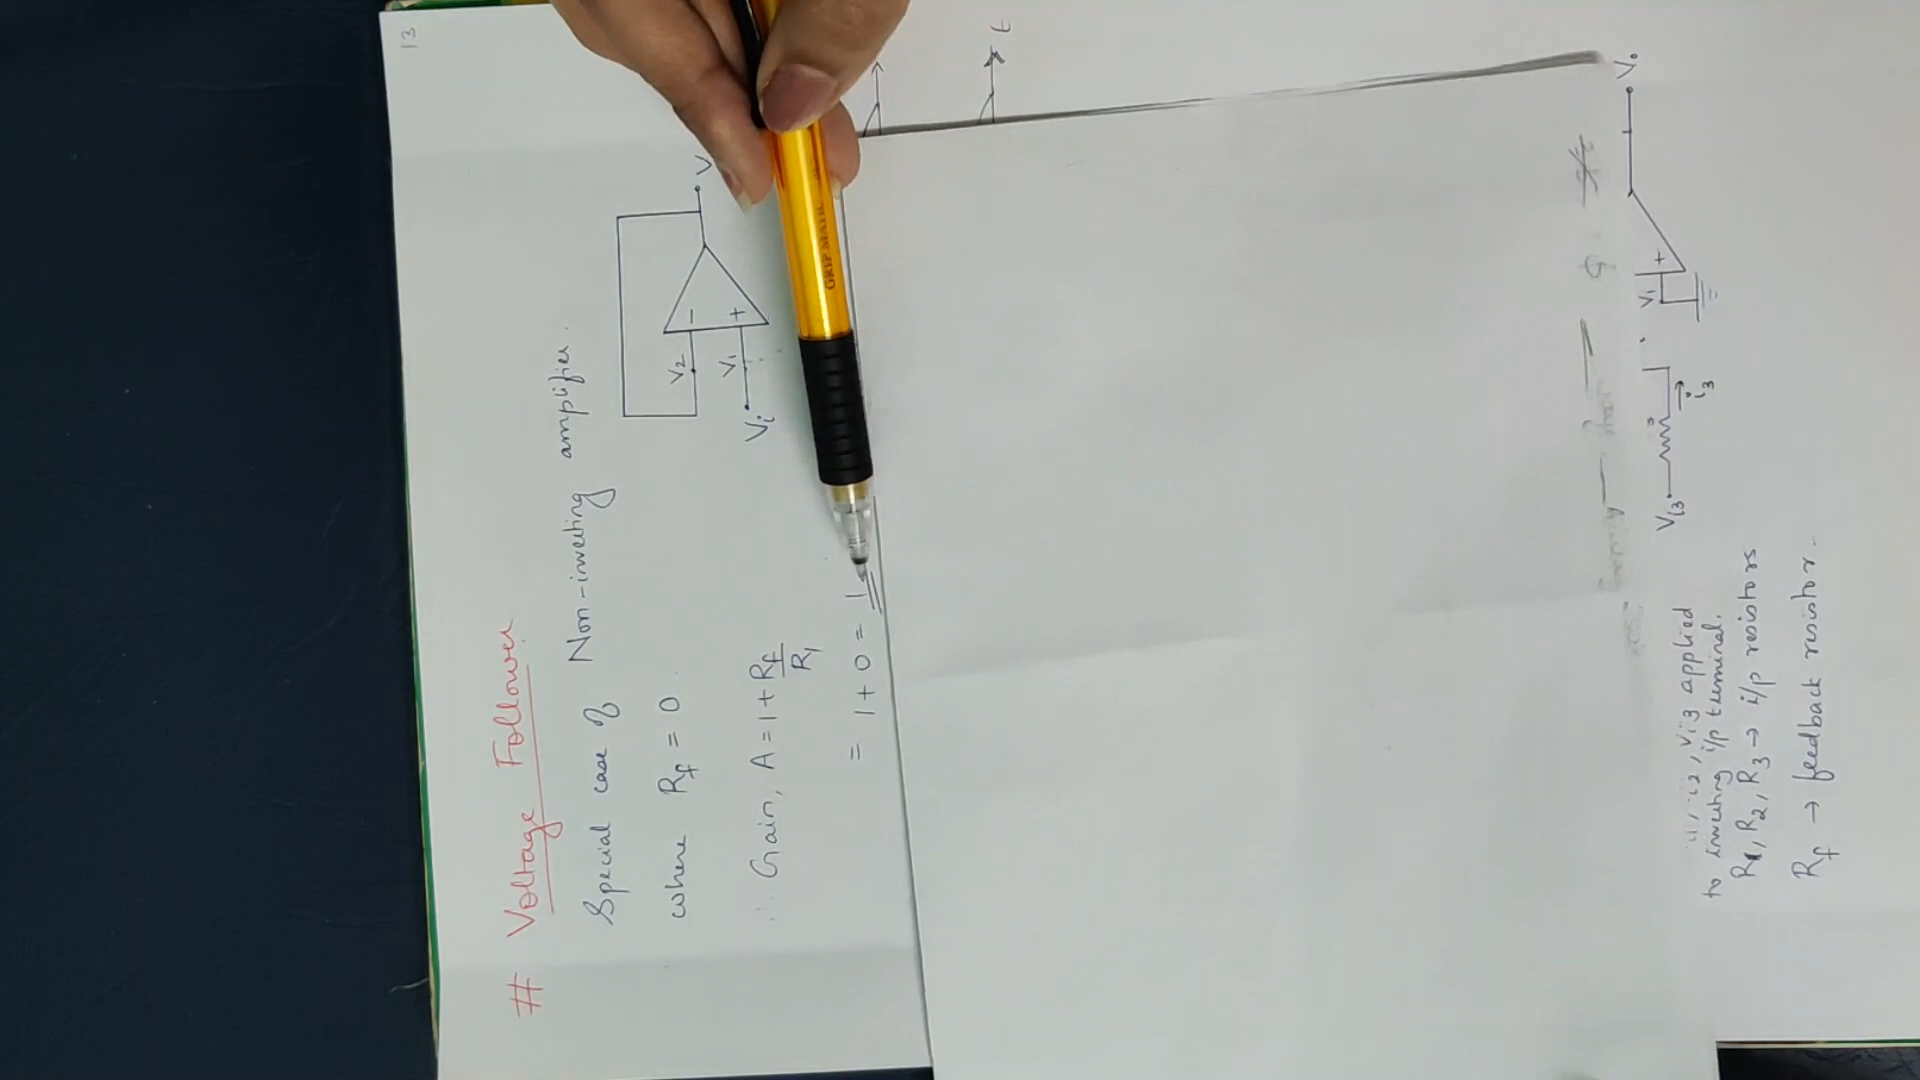 13
# Voltage Follower
Special case of Non-inverting amplifier.
where Rf = 0.
∴ Gain, A = 1 + Rf/R1
= 1 + 0 = 1
V2
V1
Vi
−
+
V
GRIP MATIC
t
Vo
V1
+
Vi3
i3
Vi3 applied
to inverting i/p terminal.
R1, R2, R3 → i/p resistors
Rf → feedback resistor.